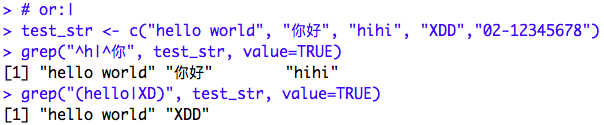 > # or:|
> test_str <- c("hello world", "你好", "hihi", "XDD","02-12345678")
> grep("^h|^你", test_str, value=TRUE)
[1] "hello world" "你好"        "hihi"
> grep("(hello|XD)", test_str, value=TRUE)
[1] "hello world" "XDD"